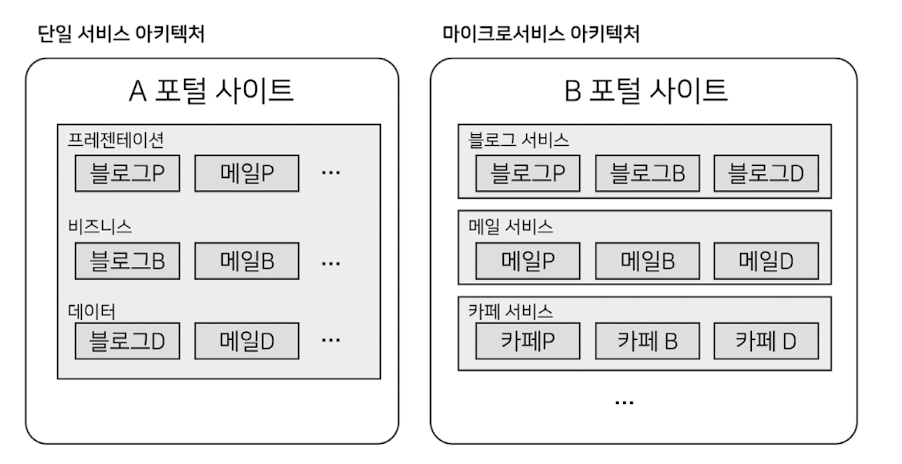 단일 서비스 아키텍처
A 포털 사이트
프레젠테이션
블로그P 메일P ...
비즈니스
블로그B 메일B ...
데이터
블로그D 메일D ...
마이크로서비스 아키텍처
B 포털 사이트
블로그 서비스
블로그P 블로그B 블로그D
메일 서비스
메일P 메일B 메일D
카페 서비스
카페P 카페 B 카페 D
...